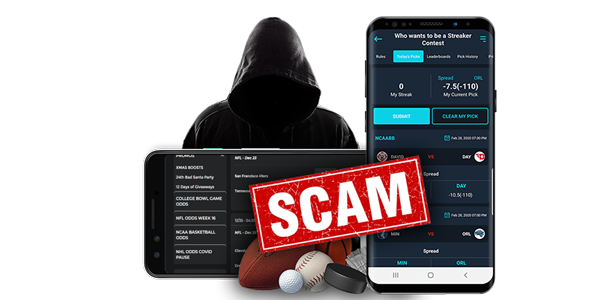 Who wants to be a Streaker
Contest
Rules Today's Picks Leaderboards Pick History
0
My Streak
Spread ORL
-7.5(-110)
My Current Pick
SUBMIT CLEAR MY PICK
NCAABB Feb 28, 2020 07:00 PM
DAVID VS DAY
Spread
DAY
-10.5(-110)
Feb 28, 2020 07:00 PM
MIN VS ORL
Spread
MIN ORL
PROMOS
XMAS BOOSTS
24th Bad Santa Party
12 Days of Giveaways
COLLEGE BOWL GAME
ODDS
NFL ODDS WEEK 16
NCAA BASKETBALL
ODDS
NHL ODDS COVID
PAUSE
NFL - Dec 23
San Francisco 49ers
SCAM